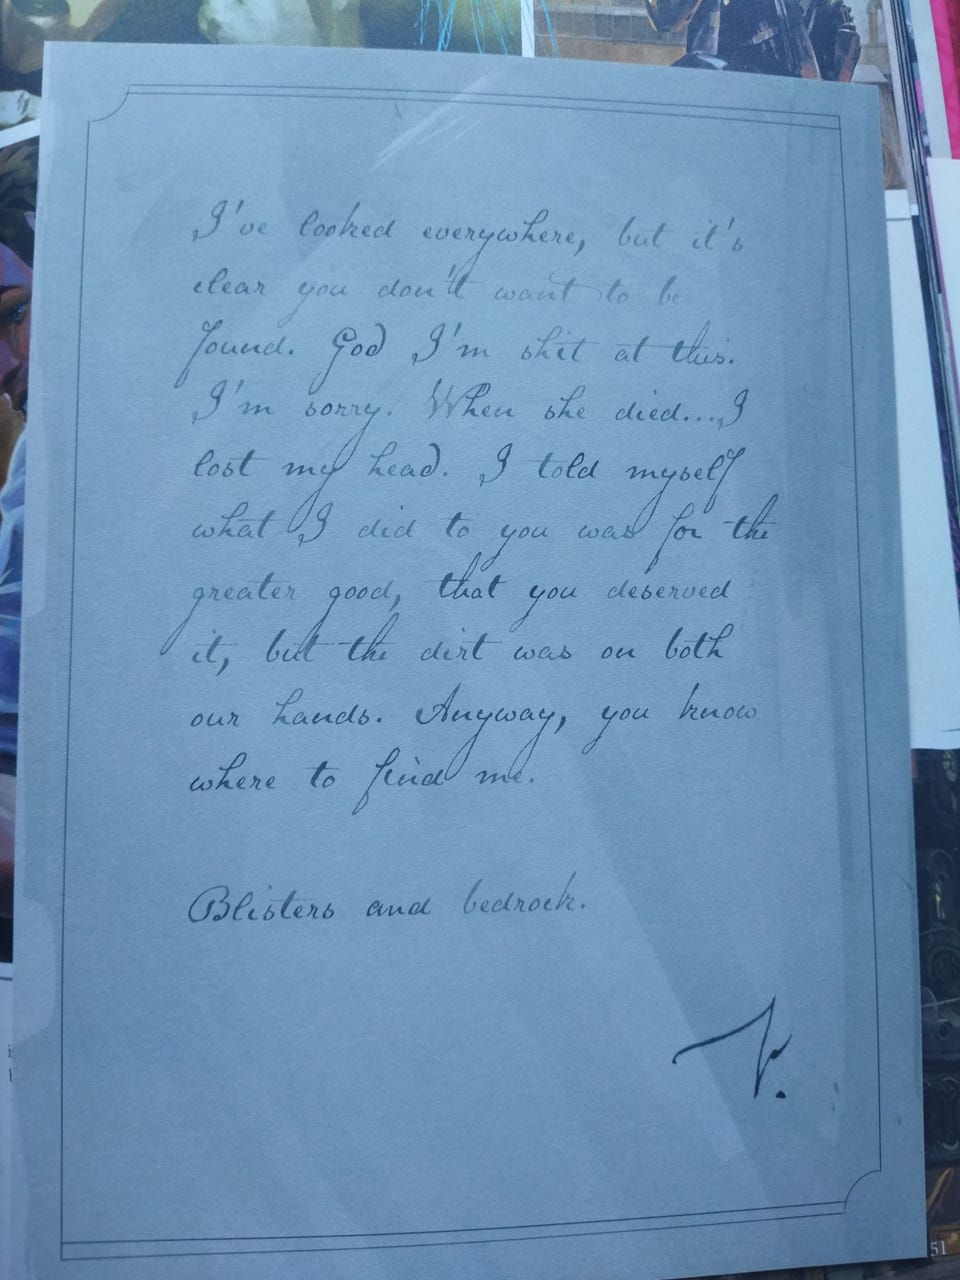 I've looked everywhere, but it's
clear you don't want to be
found. God I'm shit at this.
I'm sorry. When she died...I
lost my head. I told myself
what I did to you was for the
greater good, that you deserved
it, but the dirt was on both
our hands. Anyway, you know
where to find me.
Blisters and bedrock.
V.
51